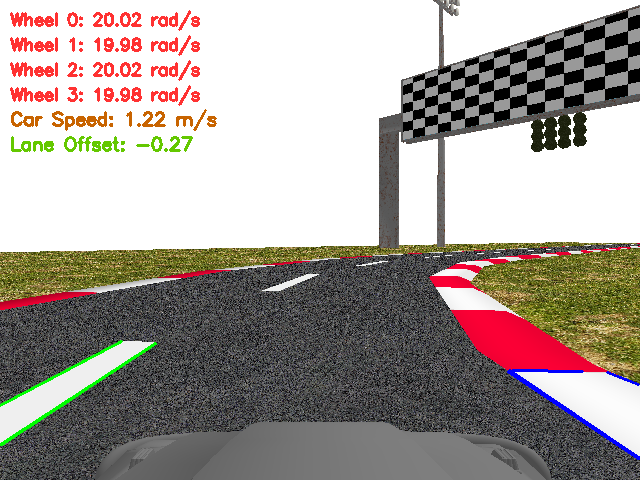 Wheel 0: 20.02 rad/s
Wheel 1: 19.98 rad/s
Wheel 2: 20.02 rad/s
Wheel 3: 19.98 rad/s
Car Speed: 1.22 m/s
Lane Offset: -0.27